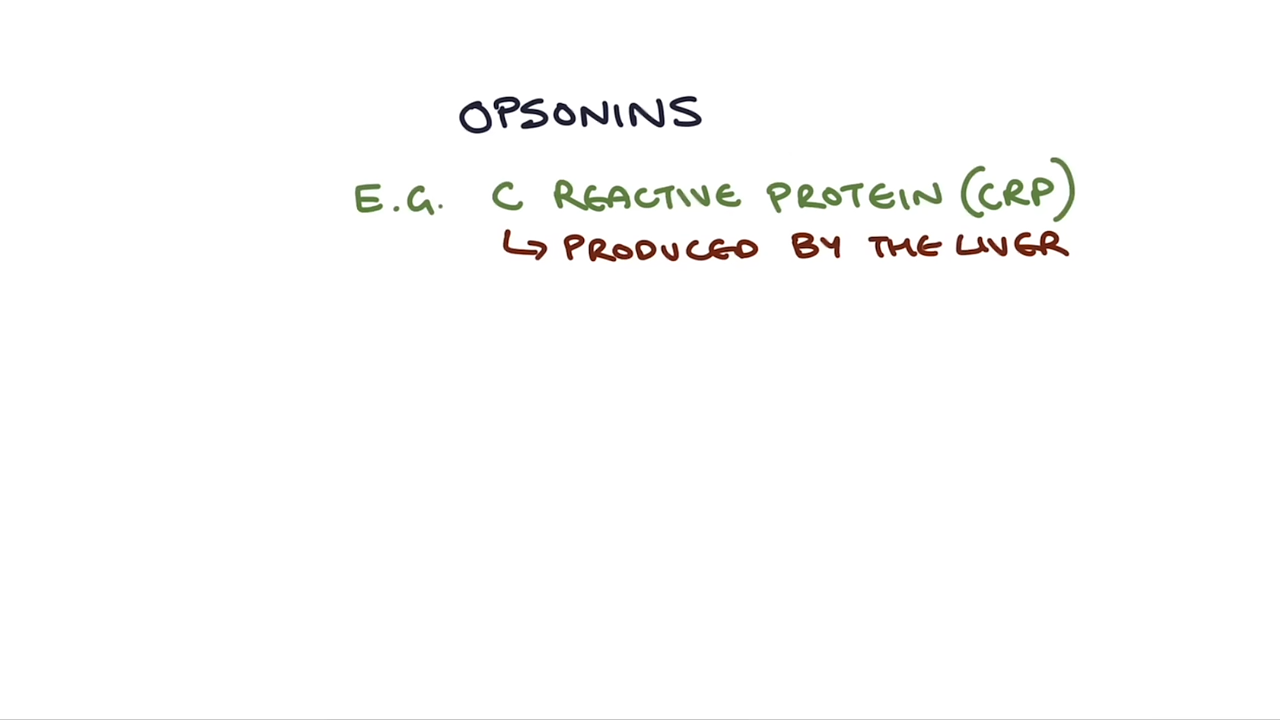 OPSONINS
E.G. C REACTIVE PROTEIN (CRP)
↳ PRODUCED BY THE LIVER